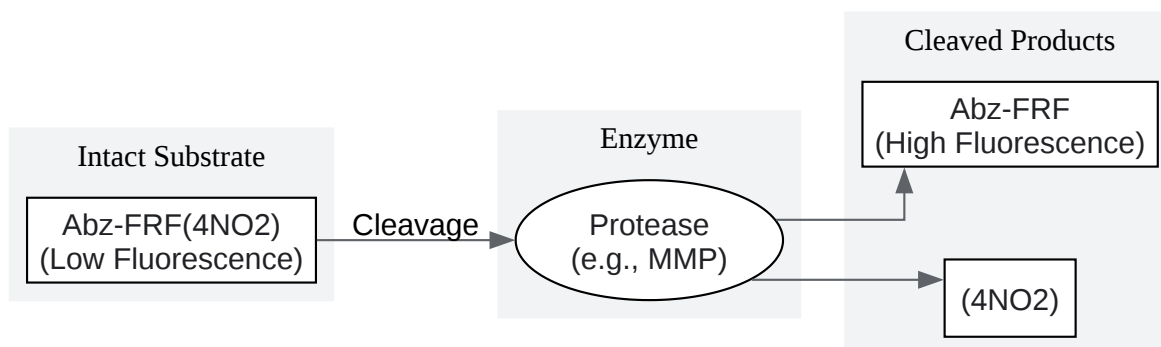 Intact Substrate
Abz-FRF(4NO2)
(Low Fluorescence)
Cleavage
Enzyme
Protease
(e.g., MMP)
Cleaved Products
Abz-FRF
(High Fluorescence)
(4NO2)